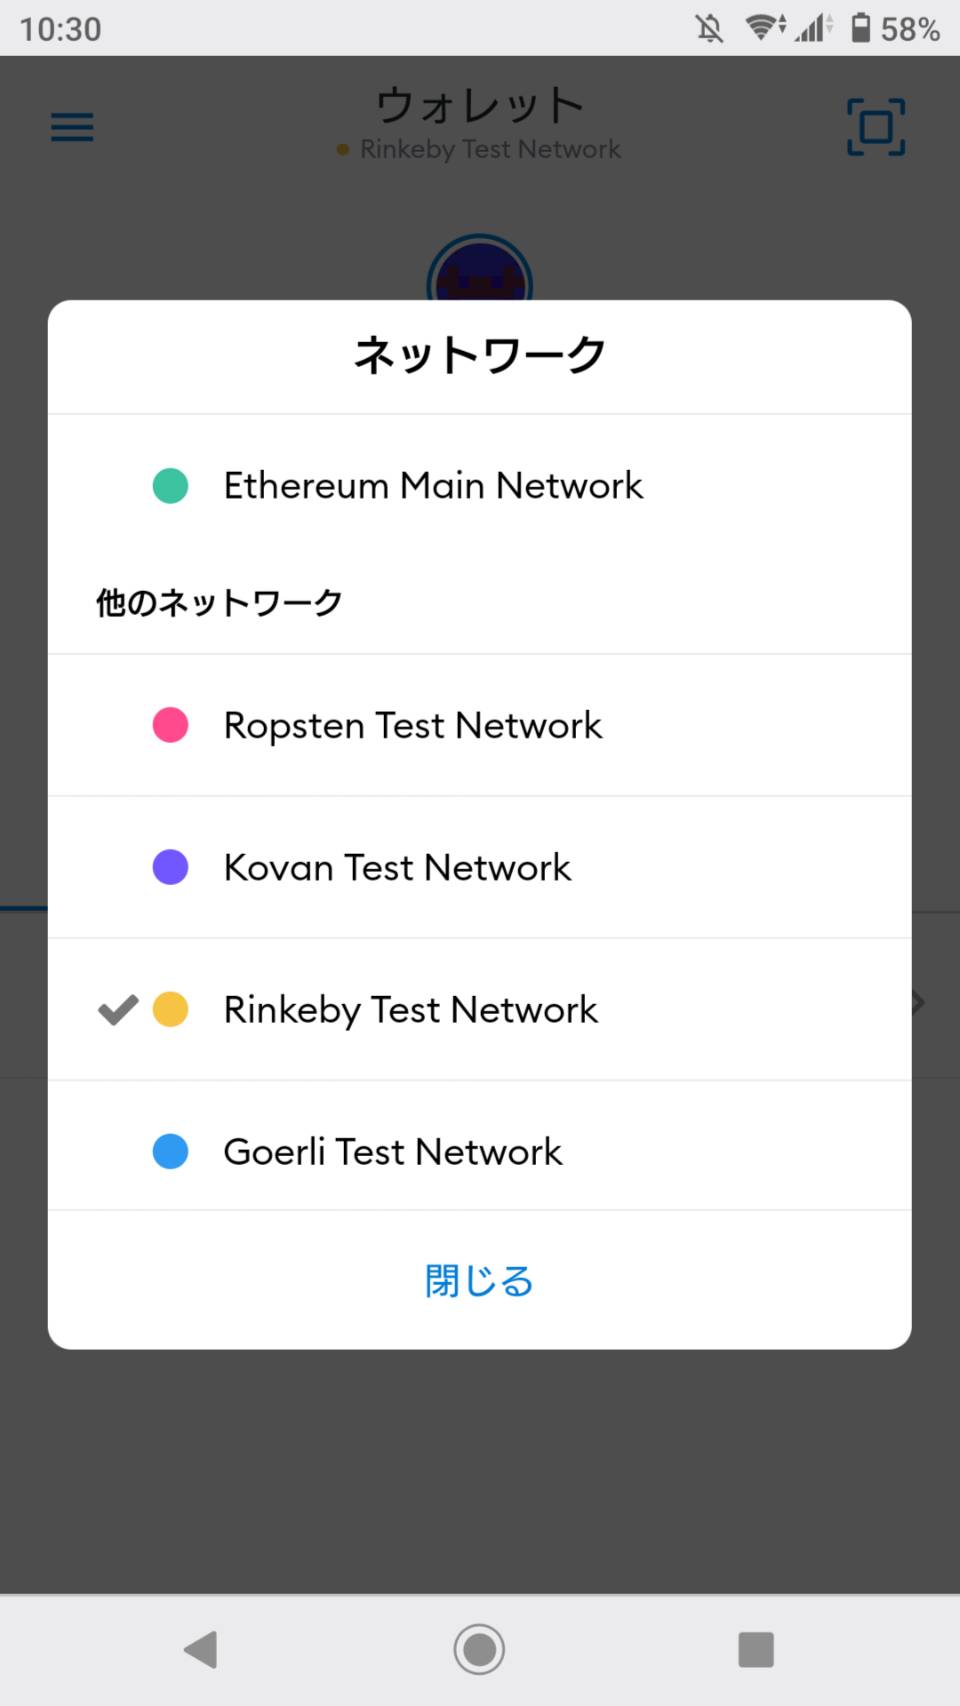 10:30
58%
ウォレット
Rinkeby Test Network
ネットワーク
Ethereum Main Network
他のネットワーク
Ropsten Test Network
Kovan Test Network
Rinkeby Test Network
Goerli Test Network
閉じる